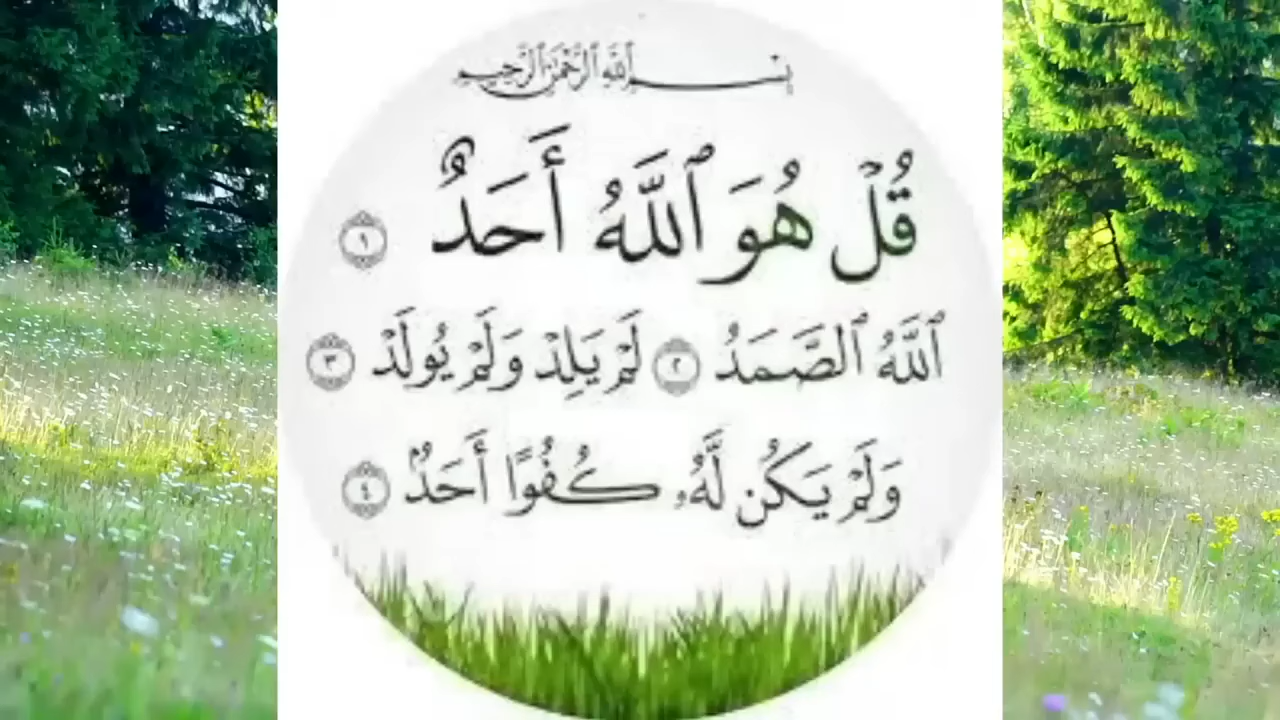 بِسْمِ ٱللَّهِ ٱلرَّحْمَٰنِ ٱلرَّحِيمِ
قُلْ هُوَ ٱللَّهُ أَحَدٌ ١
ٱللَّهُ ٱلصَّمَدُ ٢ لَمْ يَلِدْ وَلَمْ يُولَدْ ٣
وَلَمْ يَكُن لَّهُۥ كُفُوًا أَحَدٌۢ ٤